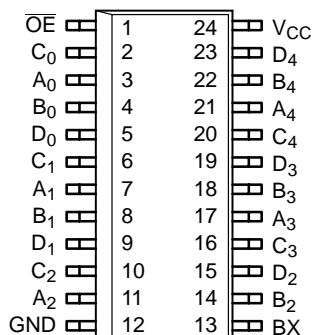 OE 1 24 VCC
C0 2 23 D4
A0 3 22 B4
B0 4 21 A4
D0 5 20 C4
C1 6 19 D3
A1 7 18 B3
B1 8 17 A3
D1 9 16 C3
C2 10 15 D2
A2 11 14 B2
GND 12 13 BX